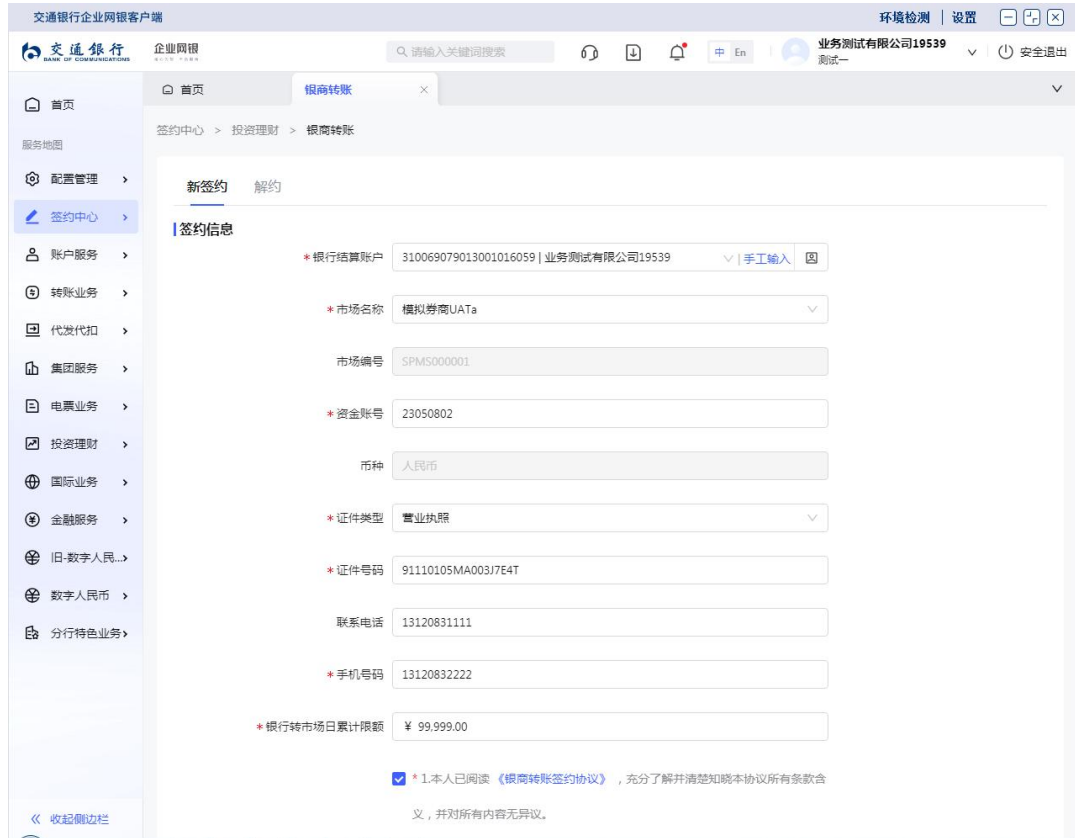 交通银行企业网银客户端
环境检测 | 设置
交通銀行
BANK OF COMMUNICATIONS
企业网银
请输入关键词搜索
中 En
业务测试有限公司19539
测试一
安全退出
首页
银商转账
首页
签约中心 > 投资理财 > 银商转账
服务地图
配置管理
签约中心
账户服务
转账业务
代发代扣
集团服务
电票业务
投资理财
国际业务
金融服务
旧-数字人民...
数字人民币
分行特色业务
收起侧边栏
新签约 解约
签约信息
*银行结算账户 310069079013001016059 | 业务测试有限公司19539 | 手工输入
*市场名称 模拟券商UATa
市场编号 SPMS000001
*资金账号 23050802
币种 人民币
*证件类型 营业执照
*证件号码 91110105MA003J7E4T
联系电话 13120831111
*手机号码 13120832222
*银行转市场日累计限额 ¥ 99,999.00
* 1.本人已阅读《银商转账签约协议》，充分了解并清楚知晓本协议所有条款含
义，并对所有内容无异议。